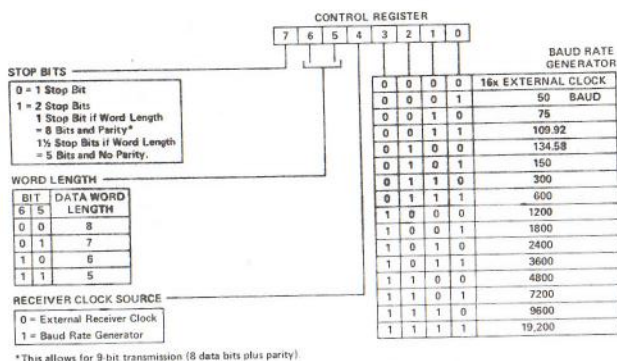 CONTROL REGISTER
7 6 5 4 3 2 1 0
STOP BITS
0 = 1 Stop Bit
1 = 2 Stop Bits
1 Stop Bit if Word Length
= 8 Bits and Parity*
1½ Stop Bits if Word Length
= 5 Bits and No Parity.
WORD LENGTH
BIT DATA WORD
6 5 LENGTH
0 0 8
0 1 7
1 0 6
1 1 5
RECEIVER CLOCK SOURCE
0 = External Receiver Clock
1 = Baud Rate Generator
BAUD RATE
GENERATOR
0 0 0 0 16x EXTERNAL CLOCK
0 0 0 1 50 BAUD
0 0 1 0 75
0 0 1 1 109.92
0 1 0 0 134.58
0 1 0 1 150
0 1 1 0 300
0 1 1 1 600
1 0 0 0 1200
1 0 0 1 1800
1 0 1 0 2400
1 0 1 1 3600
1 1 0 0 4800
1 1 0 1 7200
1 1 1 0 9600
1 1 1 1 19,200
*This allows for 9-bit transmission (8 data bits plus parity).